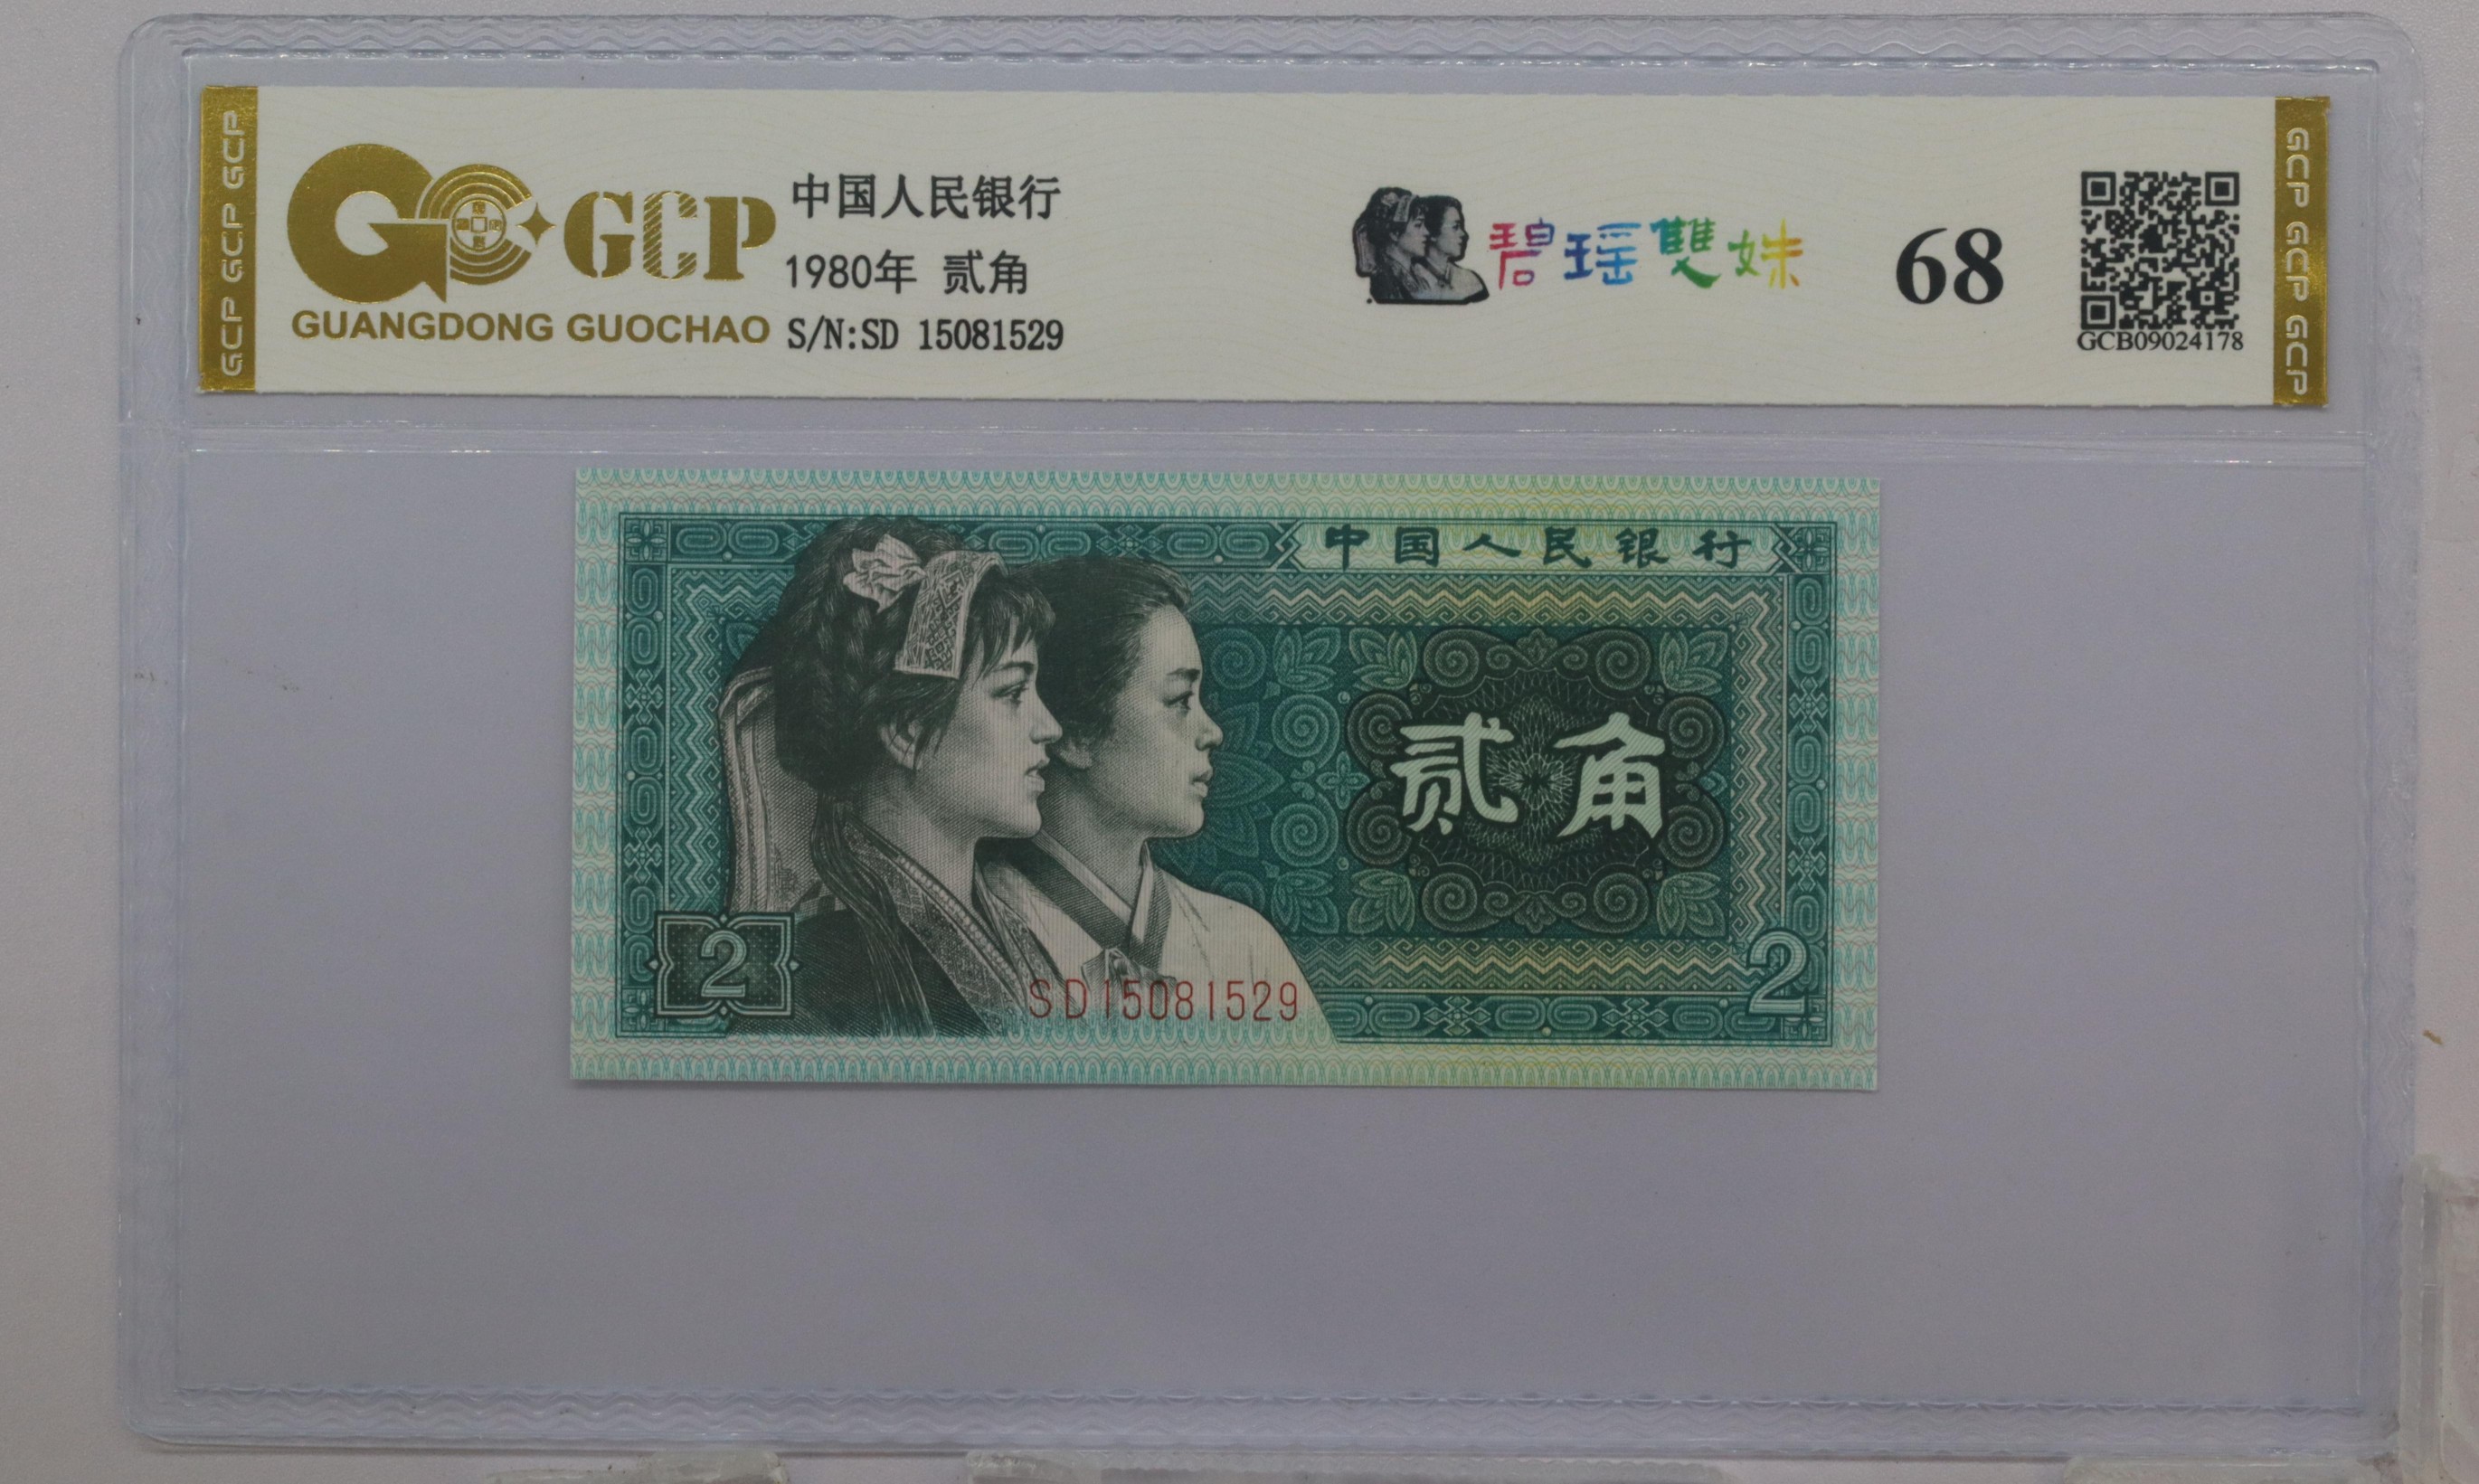 GCP GCP GCP
GCP
GUANGDONG GUOCHAO
中国人民银行
1980年 贰角
S/N:SD 15081529
碧瑶雙妹
68
GCB09024178
GCP GCP GCP
中国人民银行
贰角
2
SD15081529
2